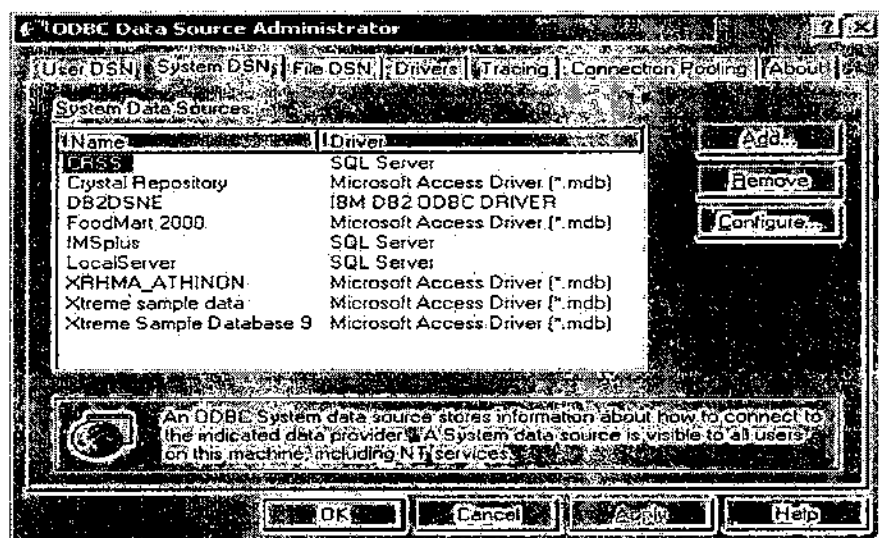 ODBC Data Source Administrator
User DSN System DSN File DSN Drivers Tracing Connection Pooling About
System Data Sources:
Name Driver
SQL Server
Crystal Repository Microsoft Access Driver (*.mdb)
DB2DSNE IBM DB2 ODBC DRIVER
FoodMart 2000 Microsoft Access Driver (*.mdb)
IMSplus SQL Server
LocalServer SQL Server
XRHMA_ATHINON Microsoft Access Driver (*.mdb)
Xtreme sample data Microsoft Access Driver (*.mdb)
Xtreme Sample Database 9 Microsoft Access Driver (*.mdb)
Add...
Remove
Configure...
An ODBC System data source stores information about how to connect to
the indicated data provider. A System data source is visible to all users
on this machine, including NT services.
OK Cancel Apply Help